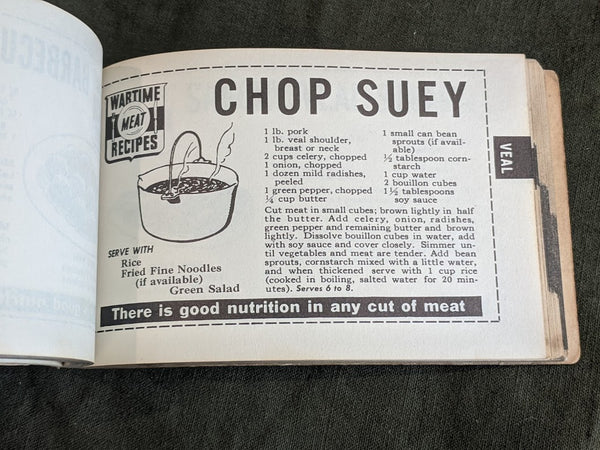 BARBECU
WARTIME
MEAT
RECIPES
CHOP SUEY
1 lb. pork
1 lb. veal shoulder,
breast or neck
2 cups celery, chopped
1 onion, chopped
1 dozen mild radishes,
peeled
1 green pepper, chopped
¼ cup butter
1 small can bean
sprouts (if avail-
able)
½ tablespoon corn-
starch
1 cup water
2 bouillon cubes
1½ tablespoons
soy sauce
VEAL
Cut meat in small cubes; brown lightly in half
the butter. Add celery, onion, radishes,
green pepper and remaining butter and brown
lightly. Dissolve bouillon cubes in water, add
with soy sauce and cover closely. Simmer un-
til vegetables and meat are tender. Add bean
sprouts, cornstarch mixed with a little water,
and when thickened serve with 1 cup rice
(cooked in boiling, salted water for 20 min-
utes). Serves 6 to 8.
SERVE WITH
Rice
Fried Fine Noodles
(if available)
Green Salad
There is good nutrition in any cut of meat